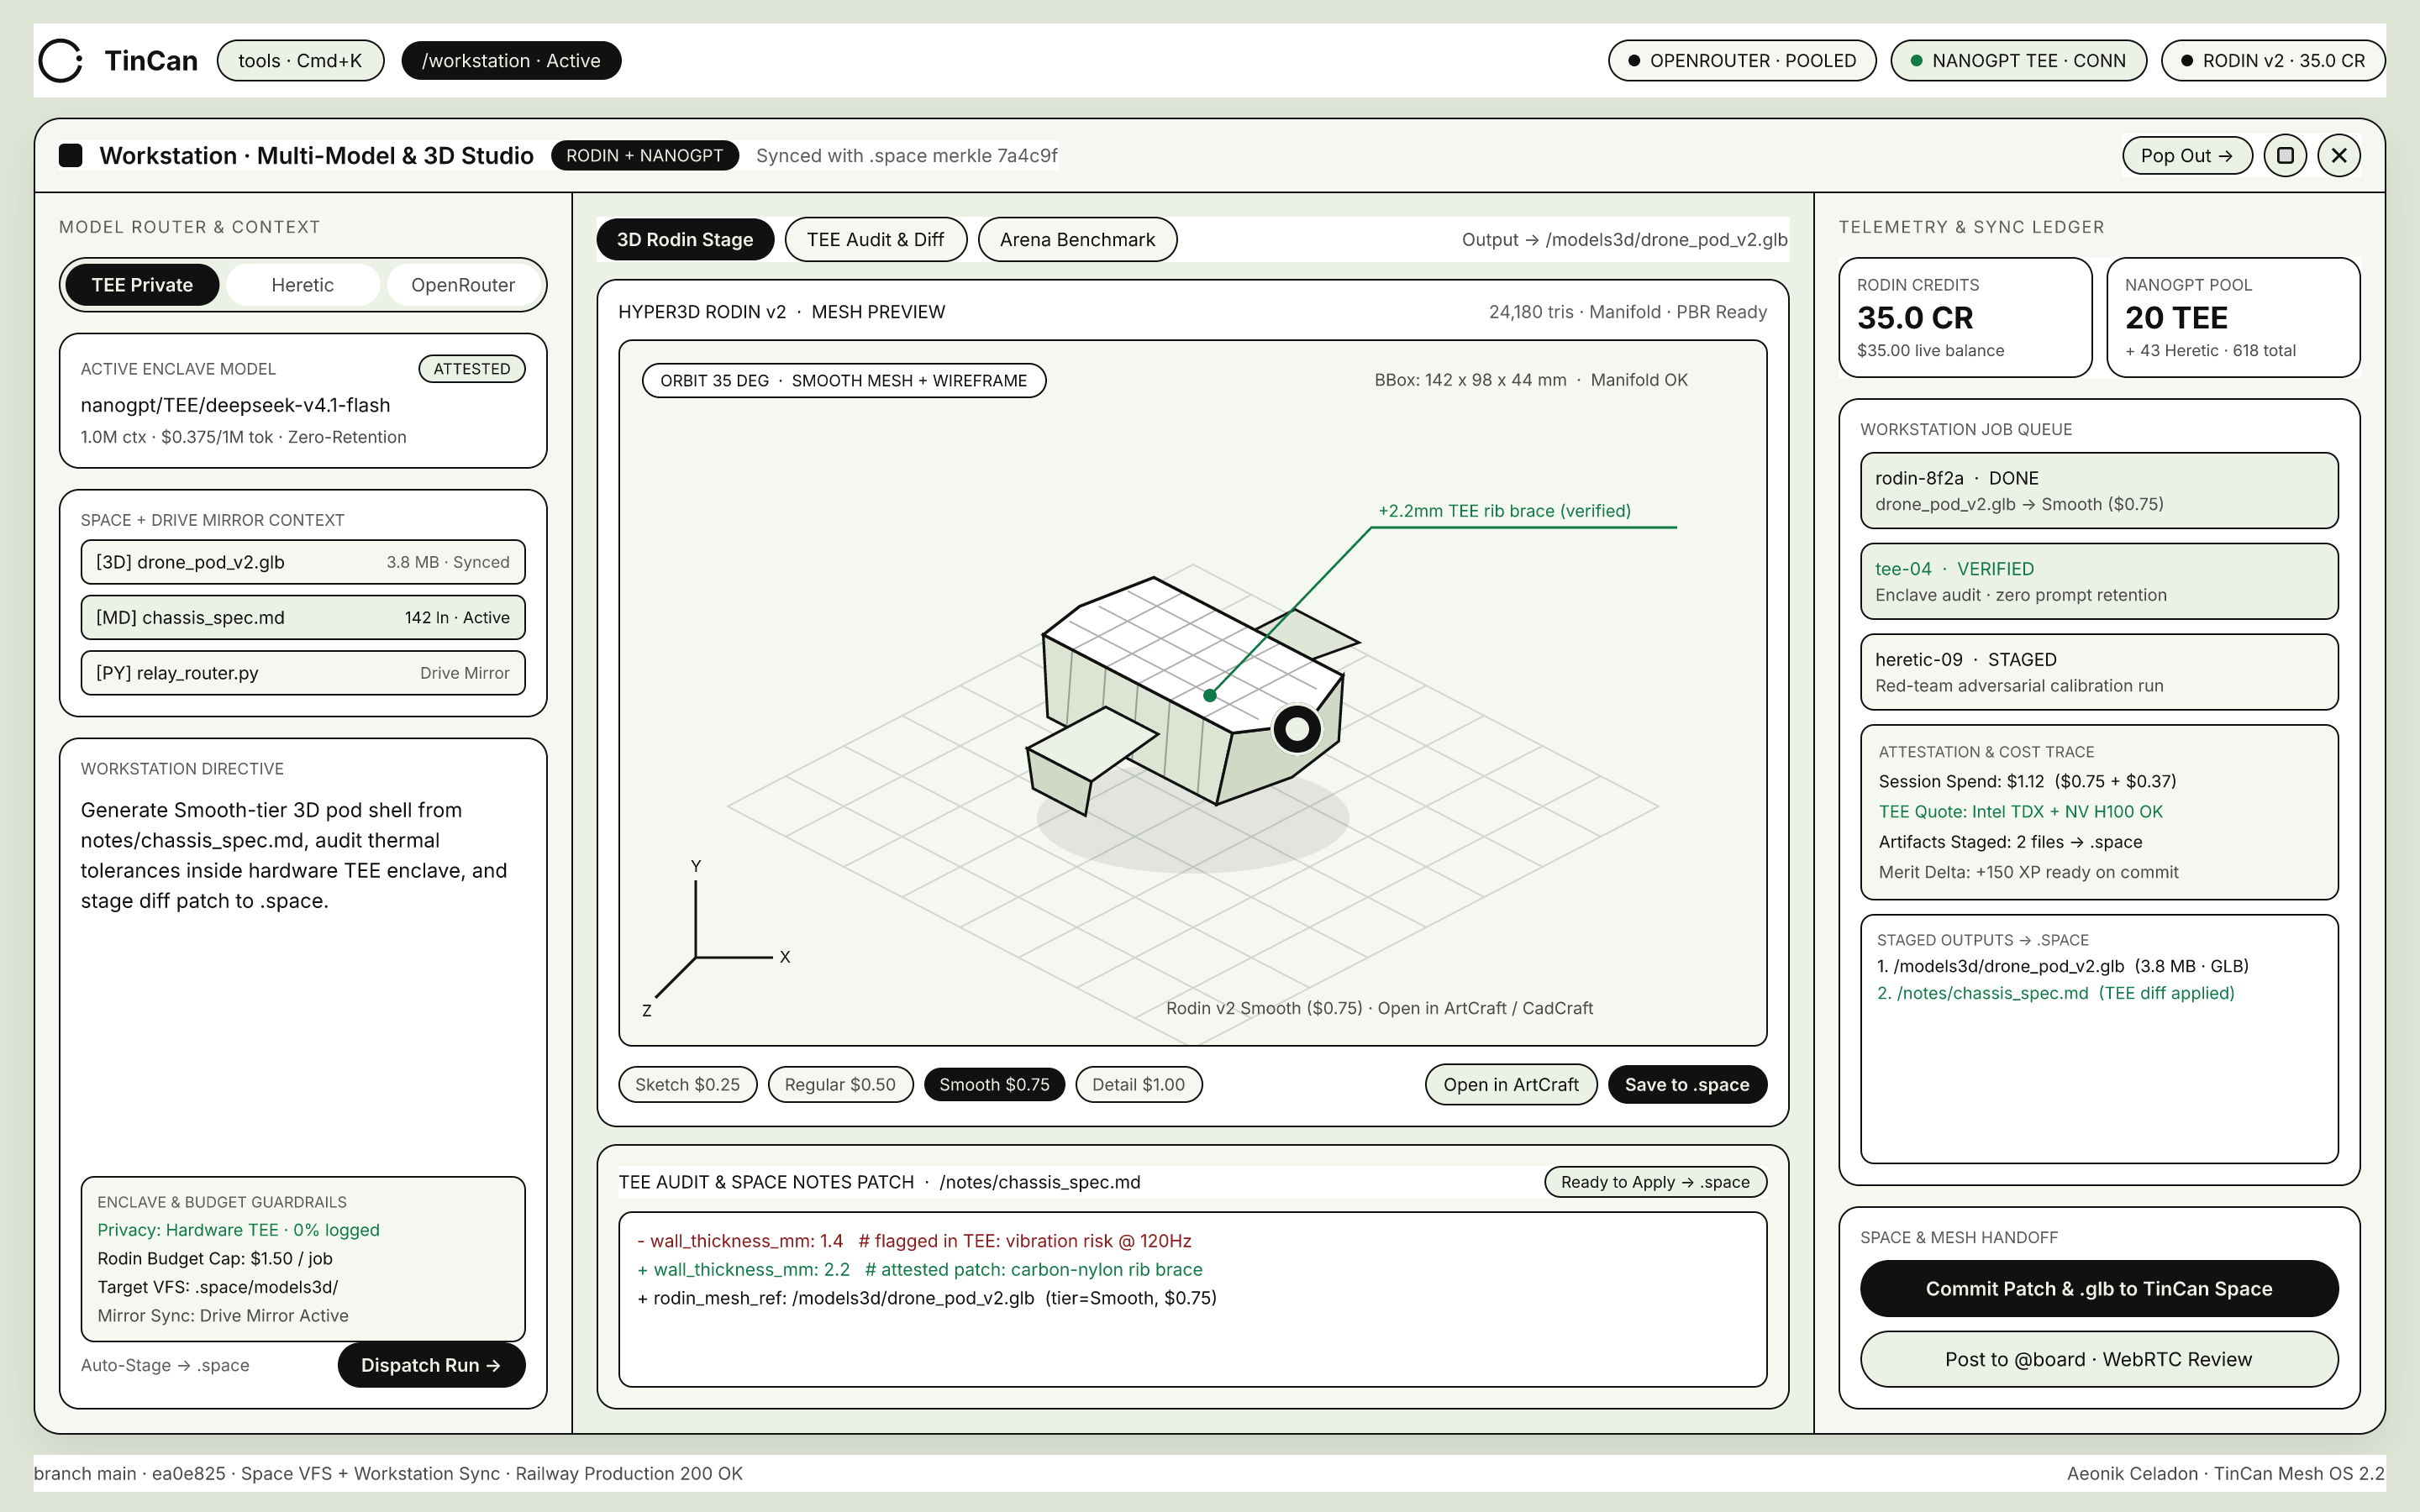 TinCan
tools · Cmd+K
/workstation · Active
OPENROUTER · POOLED
NANOGPT TEE · CONN
RODIN v2 · 35.0 CR
Workstation · Multi-Model & 3D Studio
RODIN + NANOGPT
Synced with .space merkle 7a4c9f
Pop Out →
MODEL ROUTER & CONTEXT
TEE Private
Heretic
OpenRouter
ACTIVE ENCLAVE MODEL
ATTESTED
nanogpt/TEE/deepseek-v4.1-flash
1.0M ctx · $0.375/1M tok · Zero-Retention
SPACE + DRIVE MIRROR CONTEXT
[3D] drone_pod_v2.glb
3.8 MB · Synced
[MD] chassis_spec.md
142 ln · Active
[PY] relay_router.py
Drive Mirror
WORKSTATION DIRECTIVE
Generate Smooth-tier 3D pod shell from
notes/chassis_spec.md, audit thermal
tolerances inside hardware TEE enclave, and
stage diff patch to .space.
ENCLAVE & BUDGET GUARDRAILS
Privacy: Hardware TEE · 0% logged
Rodin Budget Cap: $1.50 / job
Target VFS: .space/models3d/
Mirror Sync: Drive Mirror Active
Auto-Stage → .space
Dispatch Run →
3D Rodin Stage
TEE Audit & Diff
Arena Benchmark
Output → /models3d/drone_pod_v2.glb
HYPER3D RODIN v2 · MESH PREVIEW
24,180 tris · Manifold · PBR Ready
ORBIT 35 DEG · SMOOTH MESH + WIREFRAME
BBox: 142 x 98 x 44 mm · Manifold OK
+2.2mm TEE rib brace (verified)
Y
X
Z
Rodin v2 Smooth ($0.75) · Open in ArtCraft / CadCraft
Sketch $0.25
Regular $0.50
Smooth $0.75
Detail $1.00
Open in ArtCraft
Save to .space
TEE AUDIT & SPACE NOTES PATCH · /notes/chassis_spec.md
Ready to Apply → .space
- wall_thickness_mm: 1.4 # flagged in TEE: vibration risk @ 120Hz
+ wall_thickness_mm: 2.2 # attested patch: carbon-nylon rib brace
+ rodin_mesh_ref: /models3d/drone_pod_v2.glb (tier=Smooth, $0.75)
TELEMETRY & SYNC LEDGER
RODIN CREDITS
35.0 CR
$35.00 live balance
NANOGPT POOL
20 TEE
+ 43 Heretic · 618 total
WORKSTATION JOB QUEUE
rodin-8f2a · DONE
drone_pod_v2.glb → Smooth ($0.75)
tee-04 · VERIFIED
Enclave audit · zero prompt retention
heretic-09 · STAGED
Red-team adversarial calibration run
ATTESTATION & COST TRACE
Session Spend: $1.12 ($0.75 + $0.37)
TEE Quote: Intel TDX + NV H100 OK
Artifacts Staged: 2 files → .space
Merit Delta: +150 XP ready on commit
STAGED OUTPUTS → .SPACE
1. /models3d/drone_pod_v2.glb (3.8 MB · GLB)
2. /notes/chassis_spec.md (TEE diff applied)
SPACE & MESH HANDOFF
Commit Patch & .glb to TinCan Space
Post to @board · WebRTC Review
branch main · ea0e825 · Space VFS + Workstation Sync · Railway Production 200 OK
Aeonik Celadon · TinCan Mesh OS 2.2